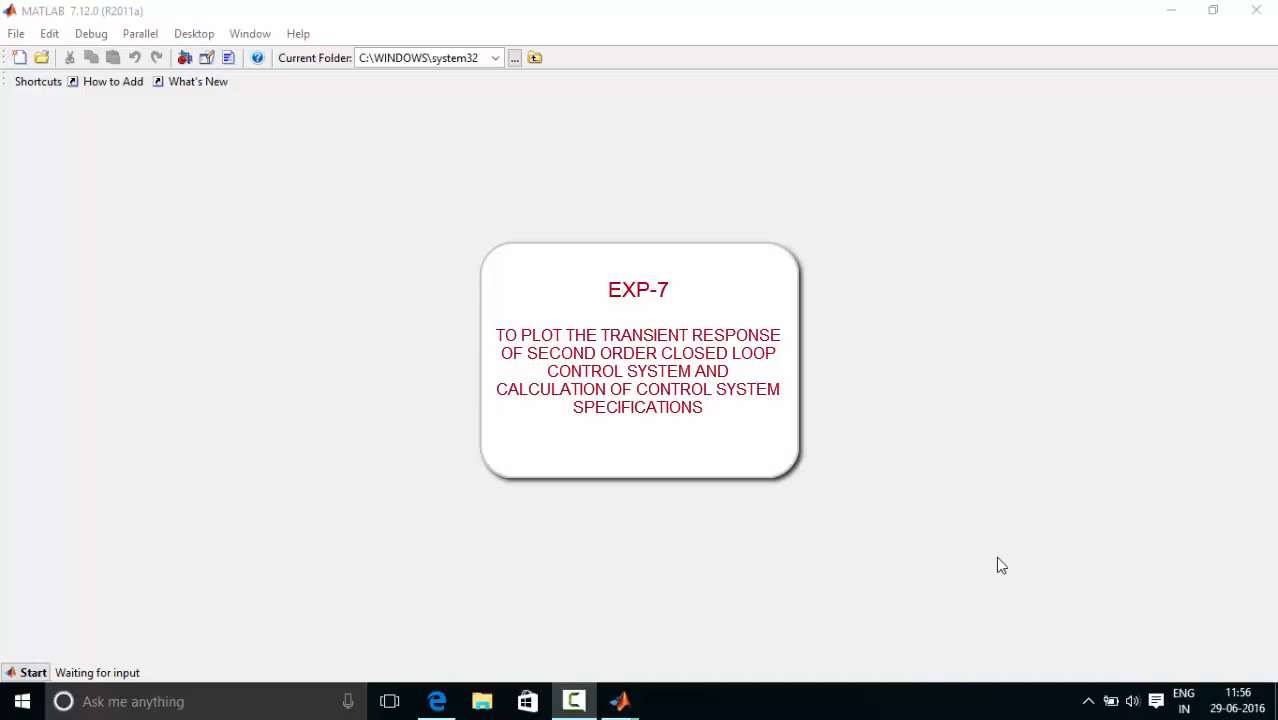 MATLAB 7.12.0 (R2011a)
File Edit Debug Parallel Desktop Window Help
Current Folder: C:\WINDOWS\system32 ...
Shortcuts How to Add What's New
EXP-7
TO PLOT THE TRANSIENT RESPONSE
OF SECOND ORDER CLOSED LOOP
CONTROL SYSTEM AND
CALCULATION OF CONTROL SYSTEM
SPECIFICATIONS
Start Waiting for input
Ask me anything
ENG 11:56
IN 29-06-2016